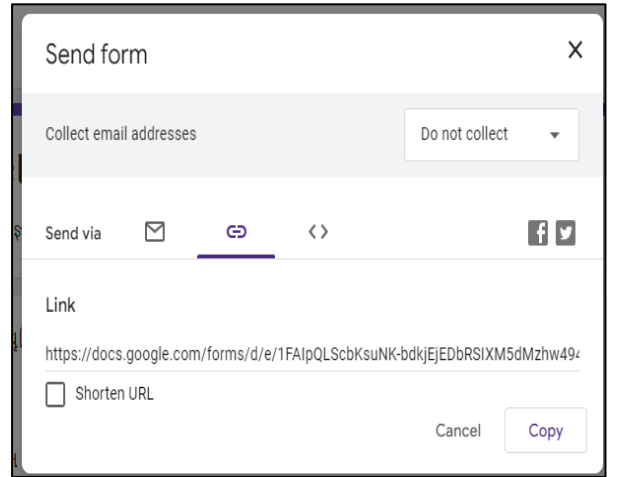 Send form
Collect email addresses
Do not collect
Send via
Link
https://docs.google.com/forms/d/e/1FAIpQLScbKsuNK-bdkjEjEDbRSIXM5dMzhw494
Shorten URL
Cancel
Copy